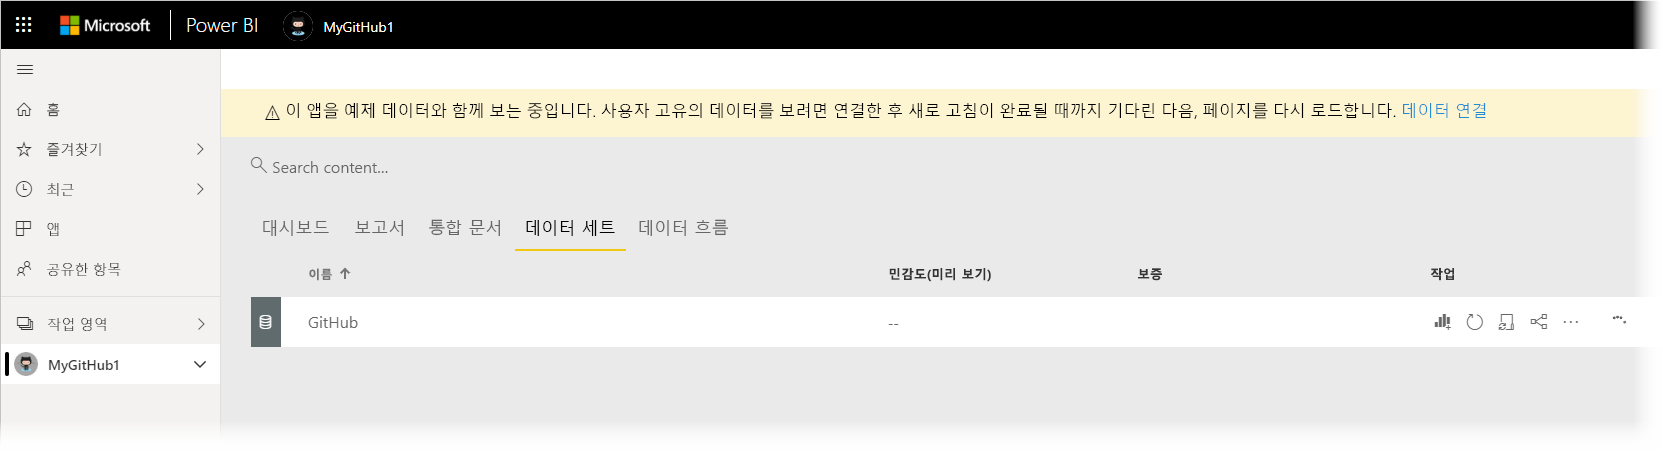 Microsoft Power BI MyGitHub1
홈
즐겨찾기
최근
앱
공유한 항목
작업 영역
MyGitHub1
이 앱을 예제 데이터와 함께 보는 중입니다. 사용자 고유의 데이터를 보려면 연결한 후 새로 고침이 완료될 때까지 기다린 다음, 페이지를 다시 로드합니다. 데이터 연결
Search content...
대시보드 보고서 통합 문서 데이터 세트 데이터 흐름
이름 민감도(미리 보기) 보증 작업
GitHub --